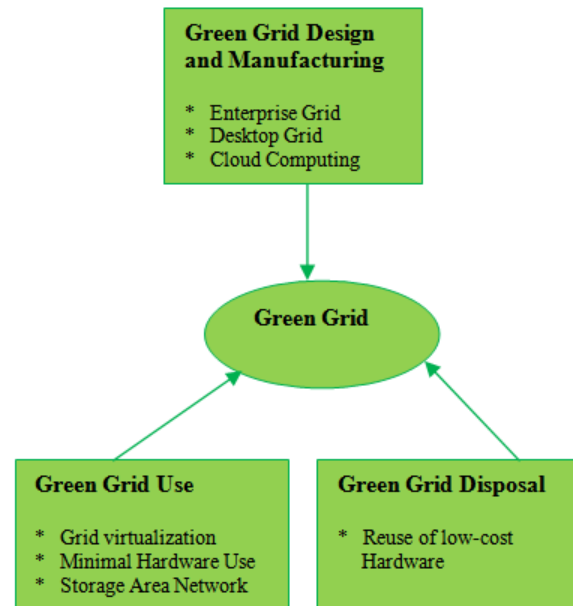 Green Grid Design
and Manufacturing
* Enterprise Grid
* Desktop Grid
* Cloud Computing
Green Grid
Green Grid Use
* Grid virtualization
* Minimal Hardware Use
* Storage Area Network
Green Grid Disposal
* Reuse of low-cost
Hardware